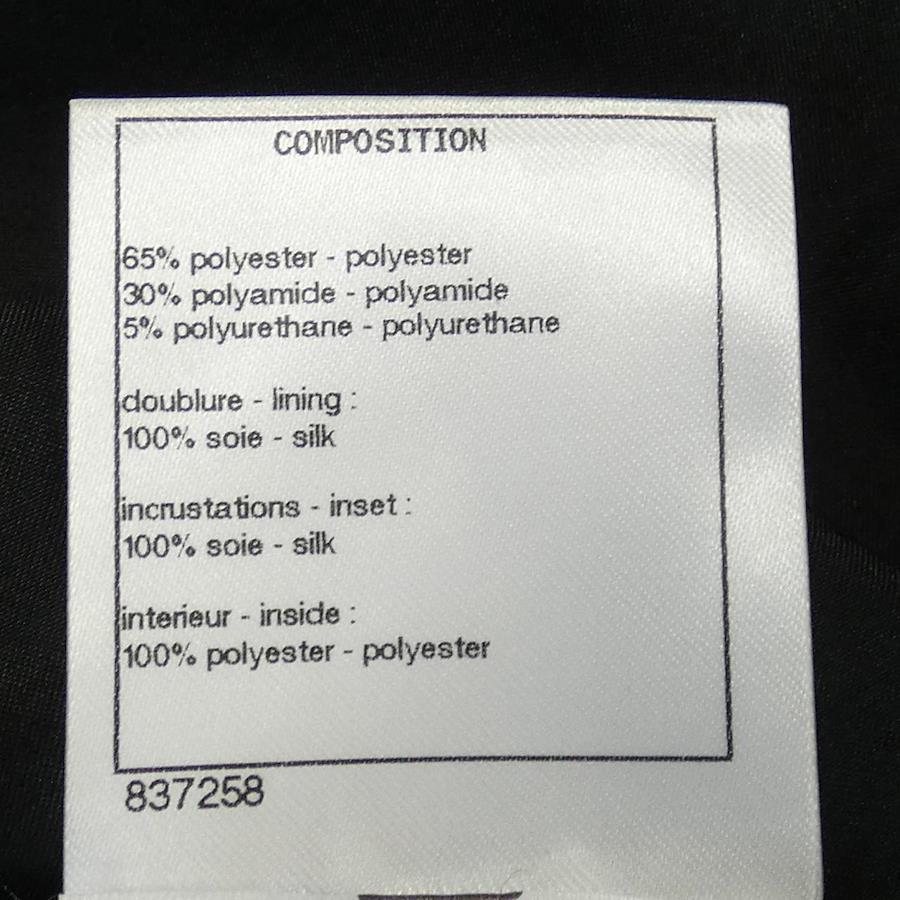 COMPOSITION
65% polyester - polyester
30% polyamide - polyamide
5% polyurethane - polyurethane
doublure - lining :
100% soie - silk
incrustations - inset :
100% soie - silk
interieur - inside :
100% polyester - polyester
837258